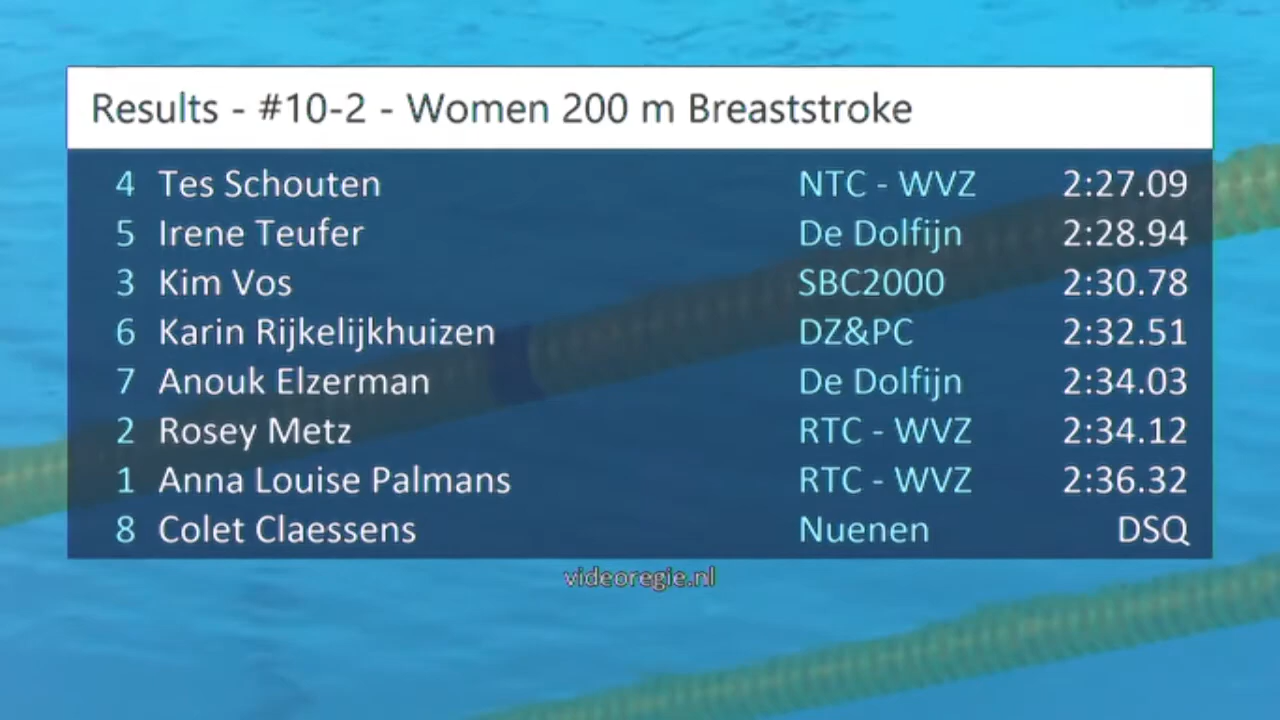 Results - #10-2 - Women 200 m Breaststroke
4 Tes Schouten NTC - WVZ 2:27.09
5 Irene Teufer De Dolfijn 2:28.94
3 Kim Vos SBC2000 2:30.78
6 Karin Rijkelijkhuizen DZ&PC 2:32.51
7 Anouk Elzerman De Dolfijn 2:34.03
2 Rosey Metz RTC - WVZ 2:34.12
1 Anna Louise Palmans RTC - WVZ 2:36.32
8 Colet Claessens Nuenen DSQ
videoregie.nl